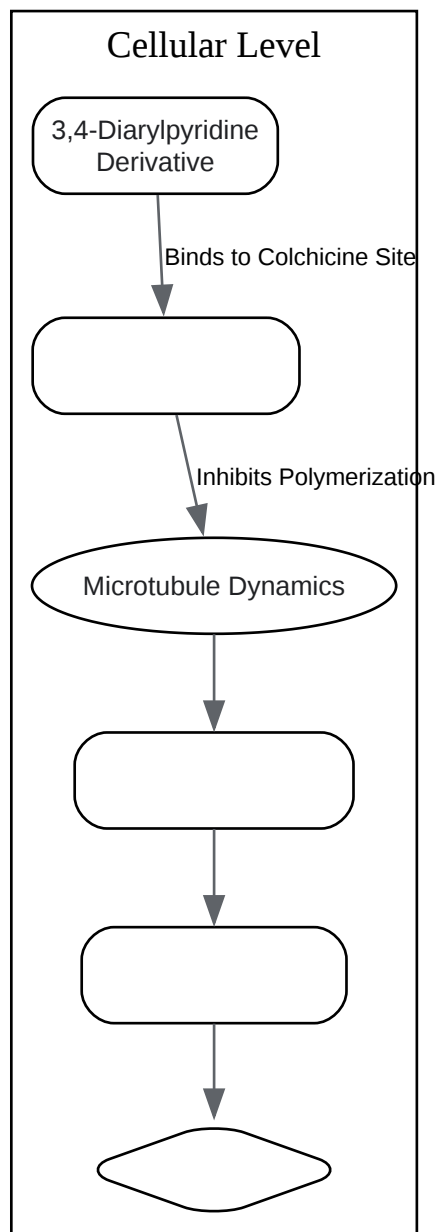 Cellular Level
3,4-Diarylpyridine
Derivative
Binds to Colchicine Site
Inhibits Polymerization
Microtubule Dynamics